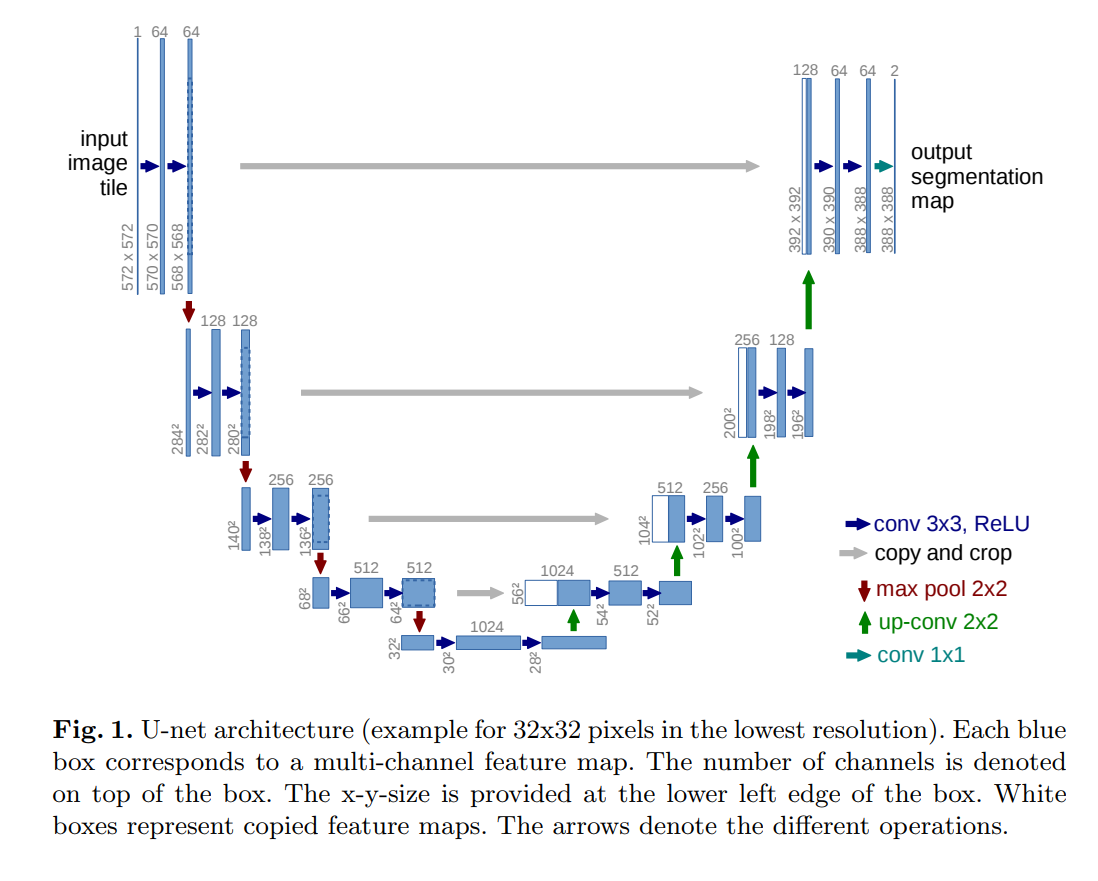 1 64 64
input
image
tile
572 x 572
570 x 570
568 x 568
128 64 64 2
output
segmentation
map
392 x 392
390 x 390
388 x 388
388 x 388
128 128
284²
282²
280²
256 128
200²
198²
196²
256 256
140²
138²
136²
512 256
104²
102²
100²
512 512
68²
66²
64²
1024 512
56²
54²
52²
1024
32²
30²
28²
conv 3x3, ReLU
copy and crop
max pool 2x2
up-conv 2x2
conv 1x1
Fig. 1. U-net architecture (example for 32x32 pixels in the lowest resolution). Each blue
box corresponds to a multi-channel feature map. The number of channels is denoted
on top of the box. The x-y-size is provided at the lower left edge of the box. White
boxes represent copied feature maps. The arrows denote the different operations.